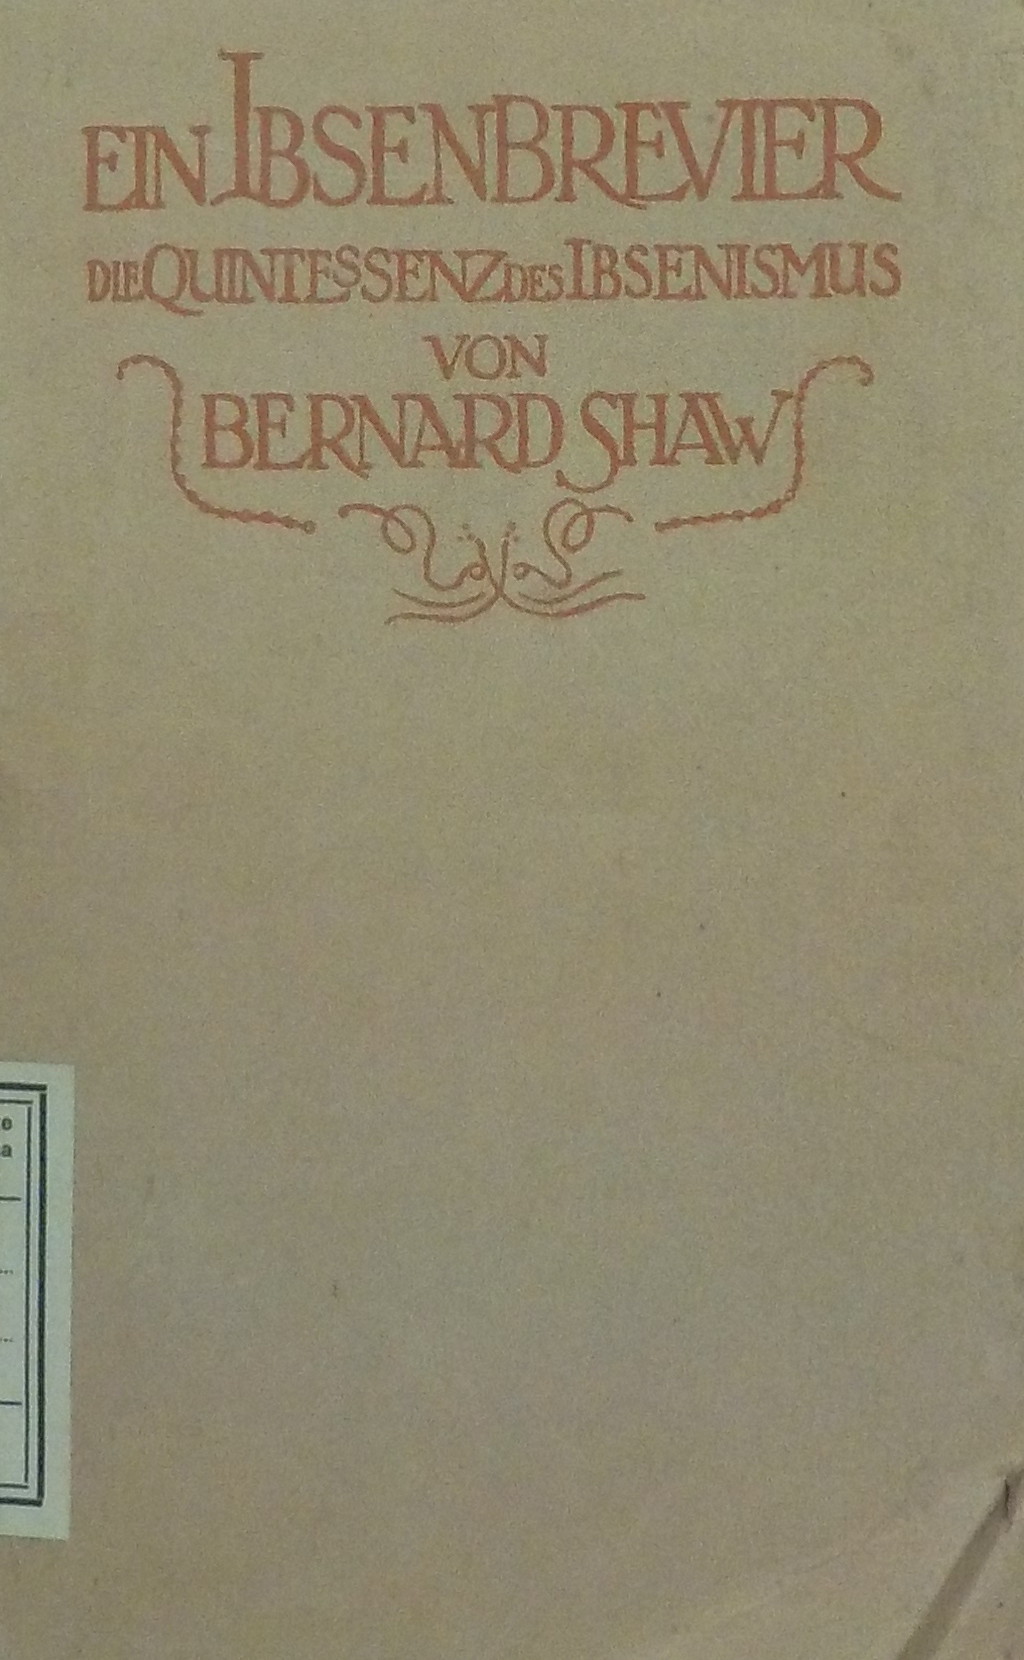 EIN IBSENBREVIER
DIE QUINTESSENZ DES IBSENISMUS
VON
BERNARD SHAW